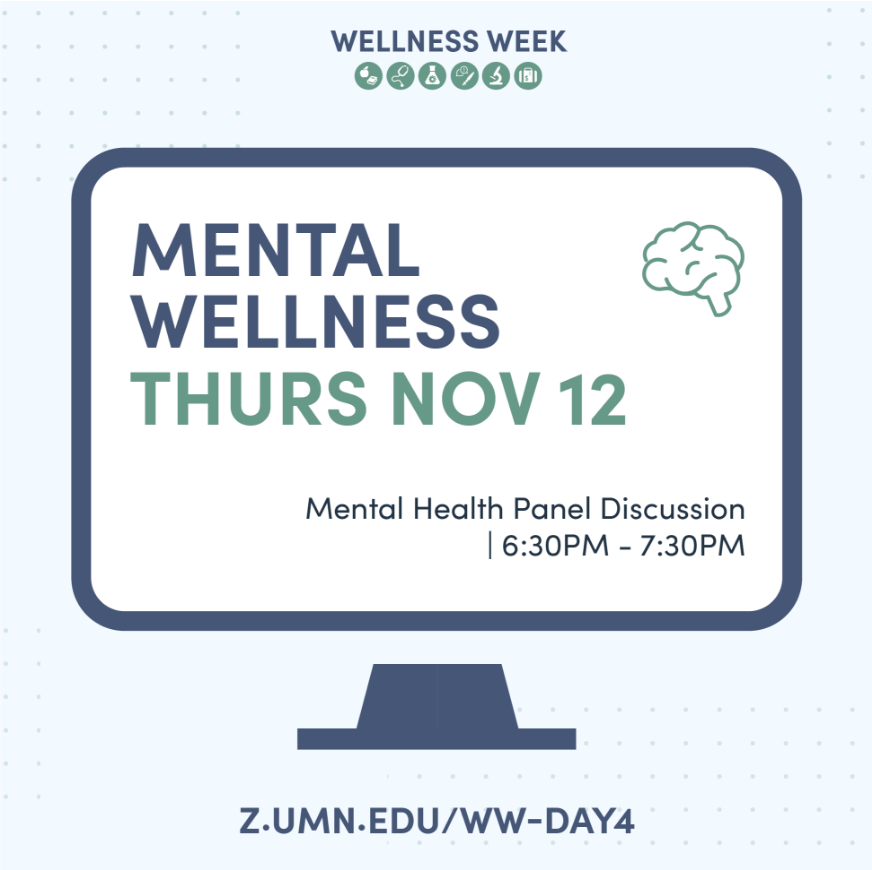 WELLNESS WEEK
MENTAL
WELLNESS
THURS NOV 12
Mental Health Panel Discussion
| 6:30PM - 7:30PM
Z.UMN.EDU/WW-DAY4